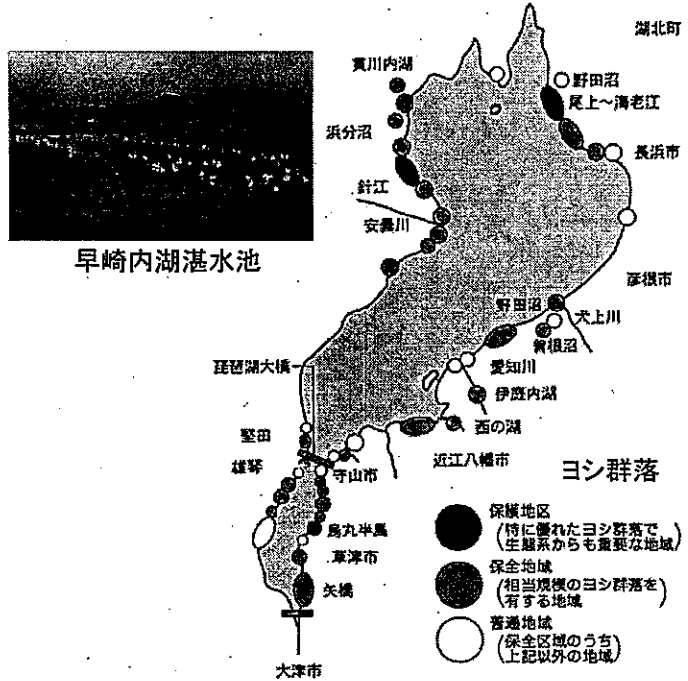 湖北町
野田沼
貫川内湖
尾上~海老江
浜分沼
長浜市
針江
早崎内湖湛水池
安曇川
彦根市
野田沼
犬上川
曽根沼
琵琶湖大橋
愛知川
伊庭内湖
西の湖
堅田
近江八幡市
雄琴
守山市
ヨシ群落
烏丸半島
草津市
矢橋
大津市
保護地区
(特に優れたヨシ群落で
生態系からも重要な地域)
保全地域
(相当規模のヨシ群落を
有する地域)
普通地域
(保全区域のうち
上記以外の地域)